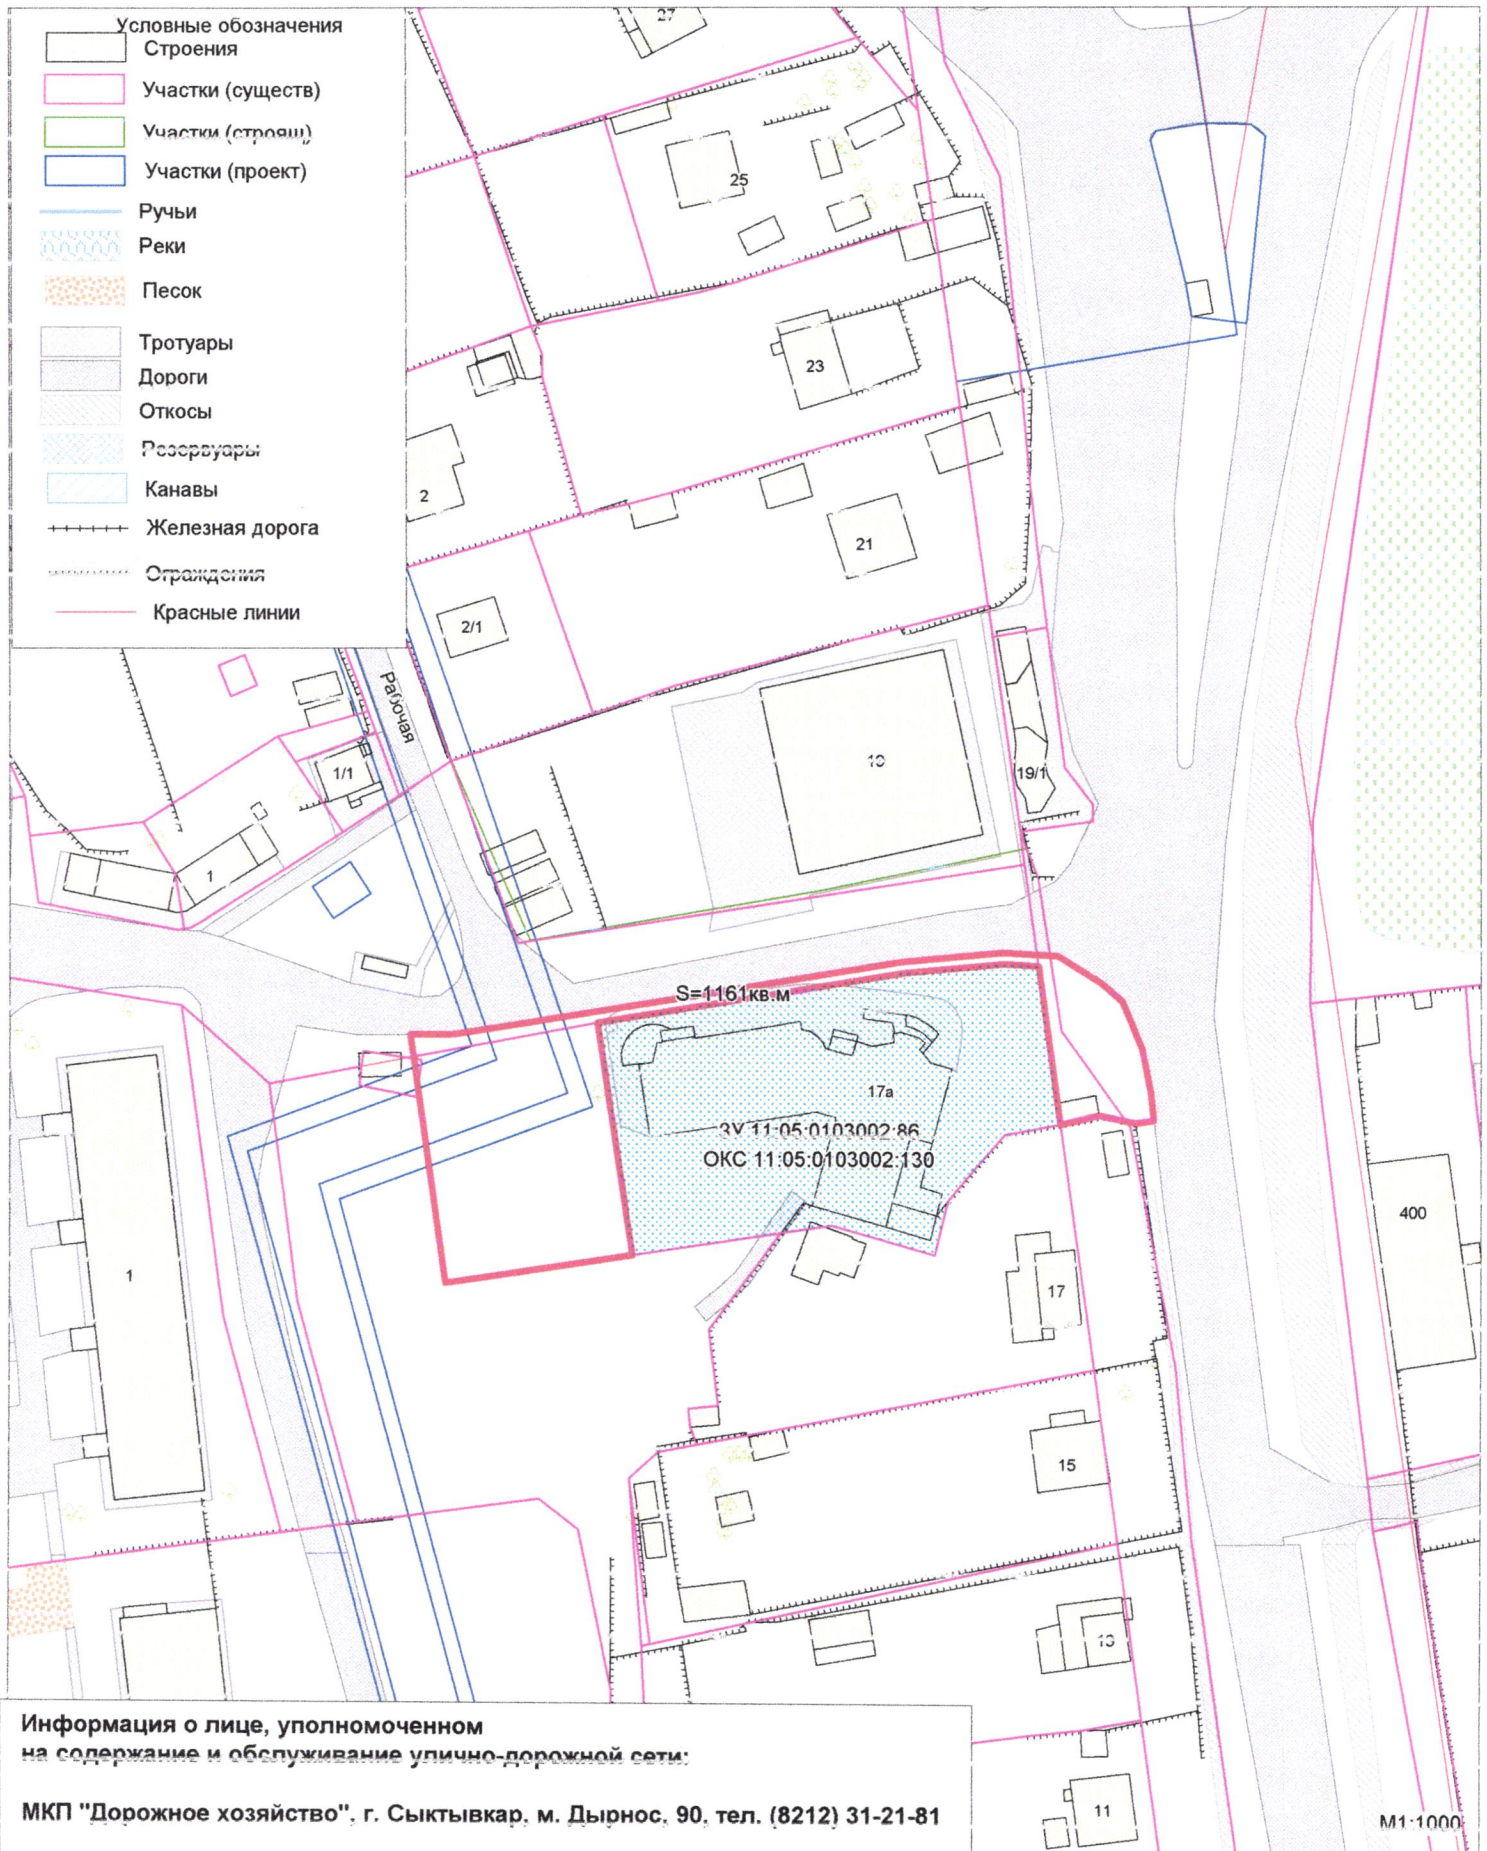 Условные обозначения
Строения
Участки (существ)
Участки (строящ)
Участки (проект)
Ручьи
Реки
Песок
Тротуары
Дороги
Откосы
Резервуары
Канавы
Железная дорога
Ограждения
Красные линии
27
25
23
2
21
2/1
Рабочая
1/1
19
19/1
1
S=1161кв.м
17а
ЗУ 11:05:0103002:86
ОКС 11:05:0103002:130
400
1
17
15
13
11
Информация о лице, уполномоченном
на содержание и обслуживание улично-дорожной сети:
МКП "Дорожное хозяйство", г. Сыктывкар, м. Дырнос, 90, тел. (8212) 31-21-81
М1:1000